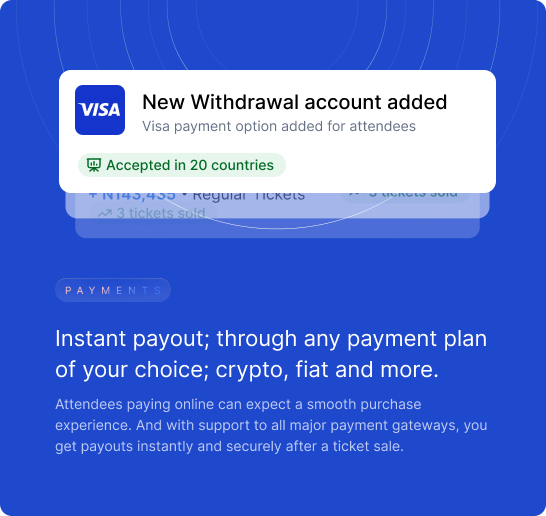 VISA
New Withdrawal account added
Visa payment option added for attendees
Accepted in 20 countries
+ N143,435 • Regular Tickets
3 tickets sold
3 tickets sold
PAYMENTS
Instant payout; through any payment plan
of your choice; crypto, fiat and more.
Attendees paying online can expect a smooth purchase
experience. And with support to all major payment gateways, you
get payouts instantly and securely after a ticket sale.